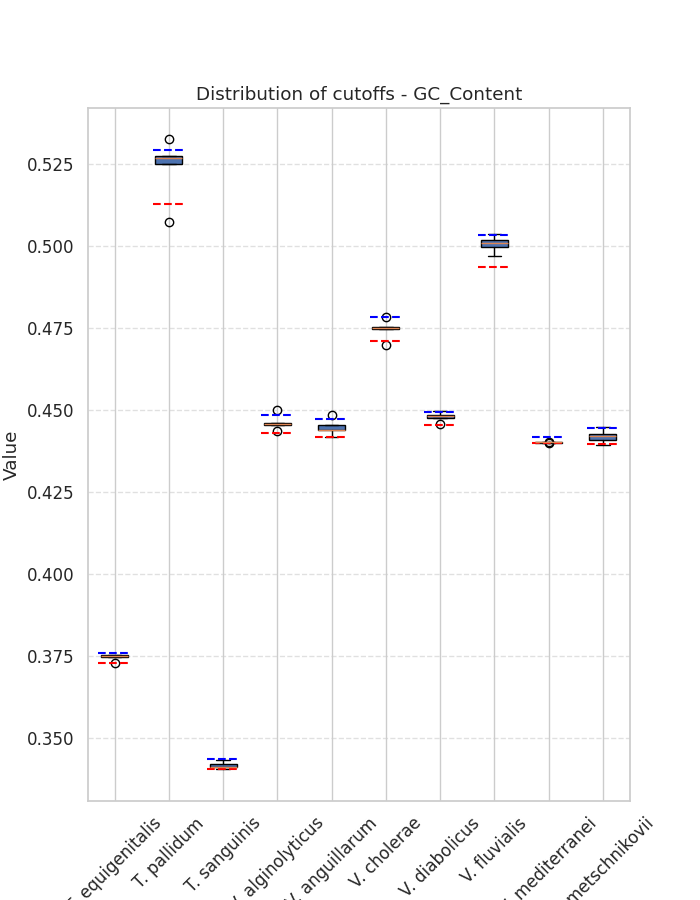 Distribution of cutoffs - GC_Content
Value
0.525
0.500
0.475
0.450
0.425
0.400
0.375
0.350
equigenitalis
T. pallidum
T. sanguinis
alginolyticus
V. anguillarum
V. cholerae
V. diabolicus
V. fluvialis
mediterranei
metschnikovii